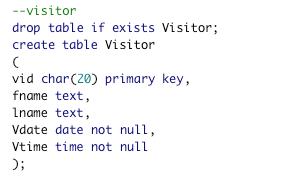 --visitor
drop table if exists Visitor;
create table Visitor
(
vid char(20) primary key,
fname text,
lname text,
Vdate date not null,
Vtime time not null
);